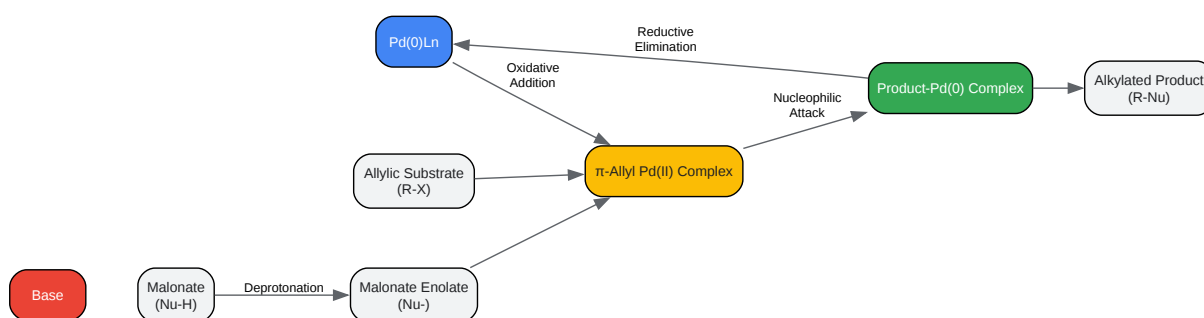 Pd(0)Ln
Reductive
Elimination
Oxidative
Addition
Product-Pd(0) Complex
Alkylated Product
(R-Nu)
Nucleophilic
Attack
Allylic Substrate
(R-X)
π-Allyl Pd(II) Complex
Base
Malonate
(Nu-H)
Deprotonation
Malonate Enolate
(Nu-)